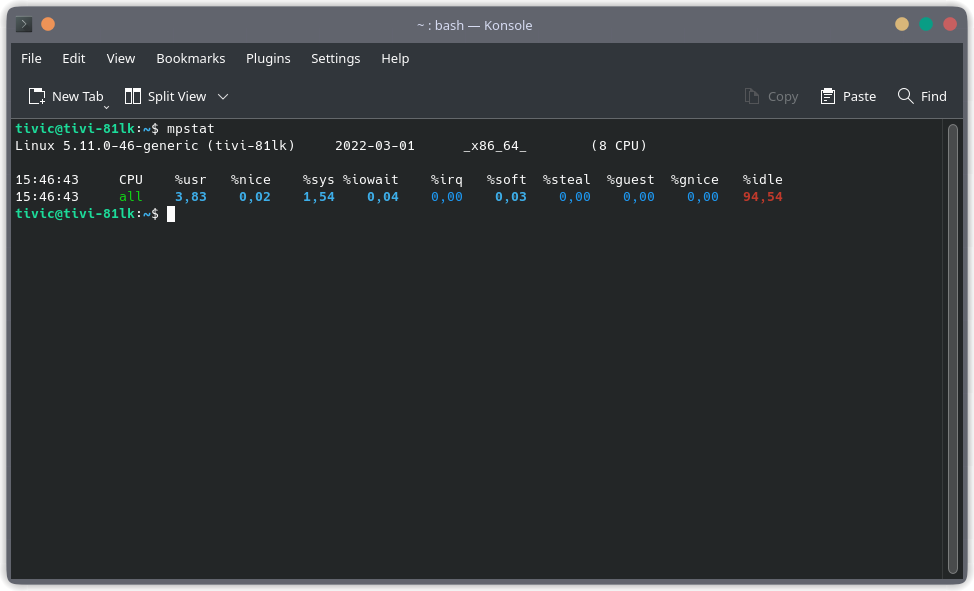 ~ : bash — Konsole
File Edit View Bookmarks Plugins Settings Help
New Tab Split View Copy Paste Find
tivic@tivi-81lk:~$ mpstat
Linux 5.11.0-46-generic (tivi-81lk) 2022-03-01 _x86_64_ (8 CPU)
15:46:43 CPU %usr %nice %sys %iowait %irq %soft %steal %guest %gnice %idle
15:46:43 all 3,83 0,02 1,54 0,04 0,00 0,03 0,00 0,00 0,00 94,54
tivic@tivi-81lk:~$